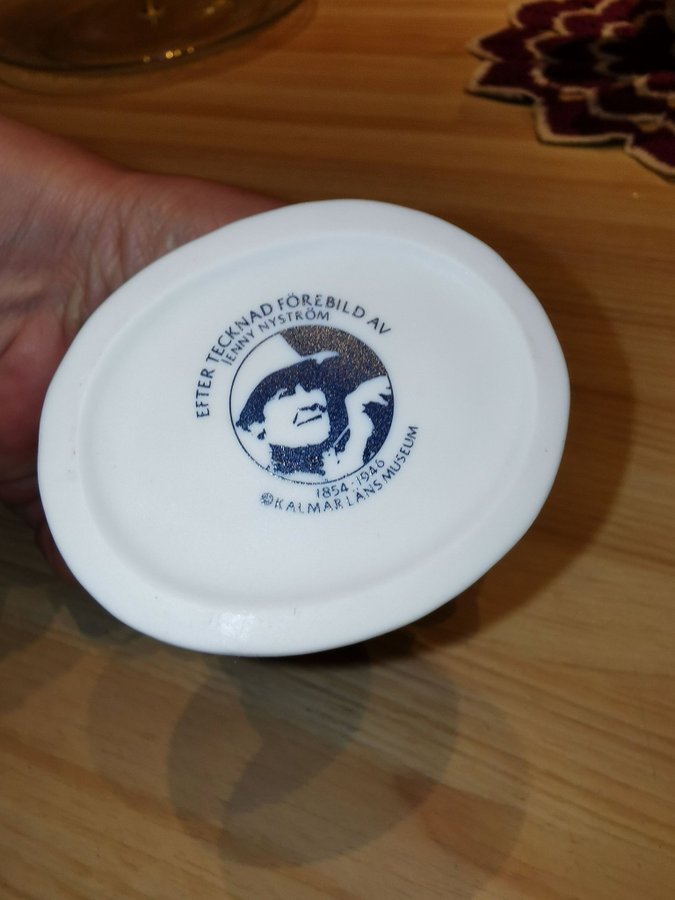 EFTER TECKNAD FÖREBILD AV
JENNY NYSTRÖM
1854-1946
© KALMAR LÄNS MUSEUM